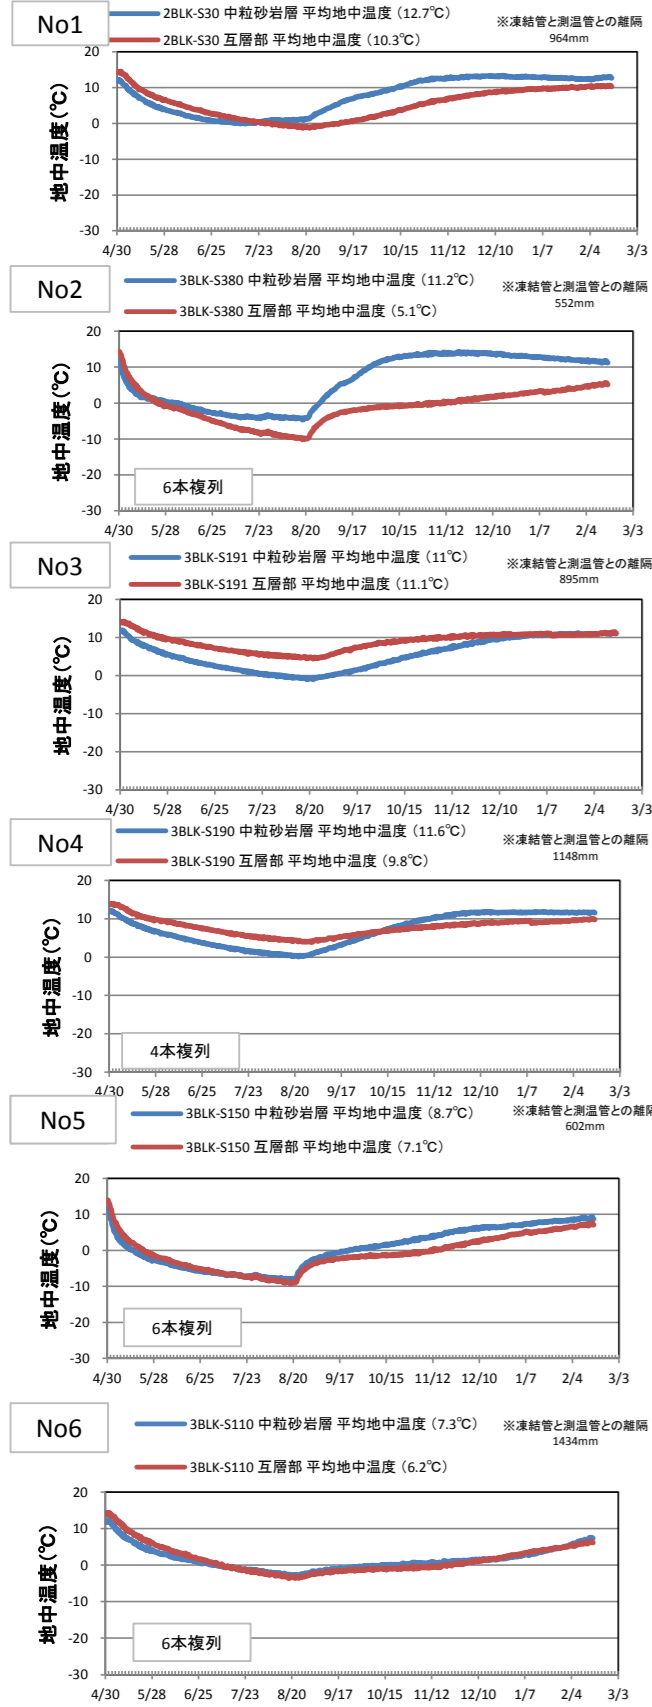 No1
2BLK-S30 中粒砂岩層 平均地中温度 (12.7℃)
2BLK-S30 互層部 平均地中温度 (10.3℃)
※凍結管と測温管との離隔
964mm
地中温度(℃)
20
10
0
-10
-20
-30
4/30 5/28 6/25 7/23 8/20 9/17 10/15 11/12 12/10 1/7 2/4 3/3
No2
3BLK-S380 中粒砂岩層 平均地中温度 (11.2℃)
3BLK-S380 互層部 平均地中温度 (5.1℃)
※凍結管と測温管との離隔
552mm
地中温度(℃)
20
10
0
-10
-20
-30
6本複列
4/30 5/28 6/25 7/23 8/20 9/17 10/15 11/12 12/10 1/7 2/4 3/3
No3
3BLK-S191 中粒砂岩層 平均地中温度 (11℃)
3BLK-S191 互層部 平均地中温度 (11.1℃)
※凍結管と測温管との離隔
895mm
地中温度(℃)
20
10
0
-10
-20
-30
4/30 5/28 6/25 7/23 8/20 9/17 10/15 11/12 12/10 1/7 2/4 3/3
No4
3BLK-S190 中粒砂岩層 平均地中温度 (11.6℃)
3BLK-S190 互層部 平均地中温度 (9.8℃)
※凍結管と測温管との離隔
1148mm
地中温度(℃)
20
10
0
-10
-20
-30
4本複列
4/30 5/28 6/25 7/23 8/20 9/17 10/15 11/12 12/10 1/7 2/4 3/3
No5
3BLK-S150 中粒砂岩層 平均地中温度 (8.7℃)
3BLK-S150 互層部 平均地中温度 (7.1℃)
※凍結管と測温管との離隔
602mm
地中温度(℃)
20
10
0
-10
-20
-30
6本複列
4/30 5/28 6/25 7/23 8/20 9/17 10/15 11/12 12/10 1/7 2/4 3/3
No6
3BLK-S110 中粒砂岩層 平均地中温度 (7.3℃)
3BLK-S110 互層部 平均地中温度 (6.2℃)
※凍結管と測温管との離隔
1434mm
地中温度(℃)
20
10
0
-10
-20
-30
6本複列
4/30 5/28 6/25 7/23 8/20 9/17 10/15 11/12 12/10 1/7 2/4 3/3